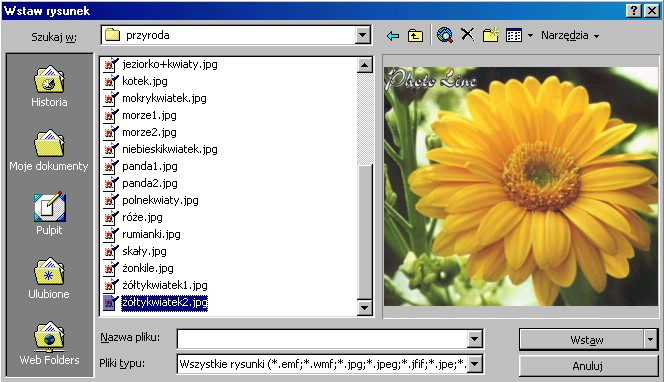 Wstaw rysunek
Szukaj w:
przyroda
Narzędzia
Historia
Moje dokumenty
Pulpit
Ulubione
Web Folders
jeziorko+kwiaty.jpg
kotek.jpg
mokrykwiatek.jpg
morze1.jpg
morze2.jpg
niebieskikwiatek.jpg
panda1.jpg
panda2.jpg
polnekwiaty.jpg
róże.jpg
rumianki.jpg
skały.jpg
żonkile.jpg
żółtykwiatek1.jpg
żółtykwiatek2.jpg
Photo Line
Nazwa pliku:
Wstaw
Pliki typu:
Wszystkie rysunki (*.emf;*.wmf;*.jpg;*.jpeg;*.jfif;*.jpe;*.
Anuluj